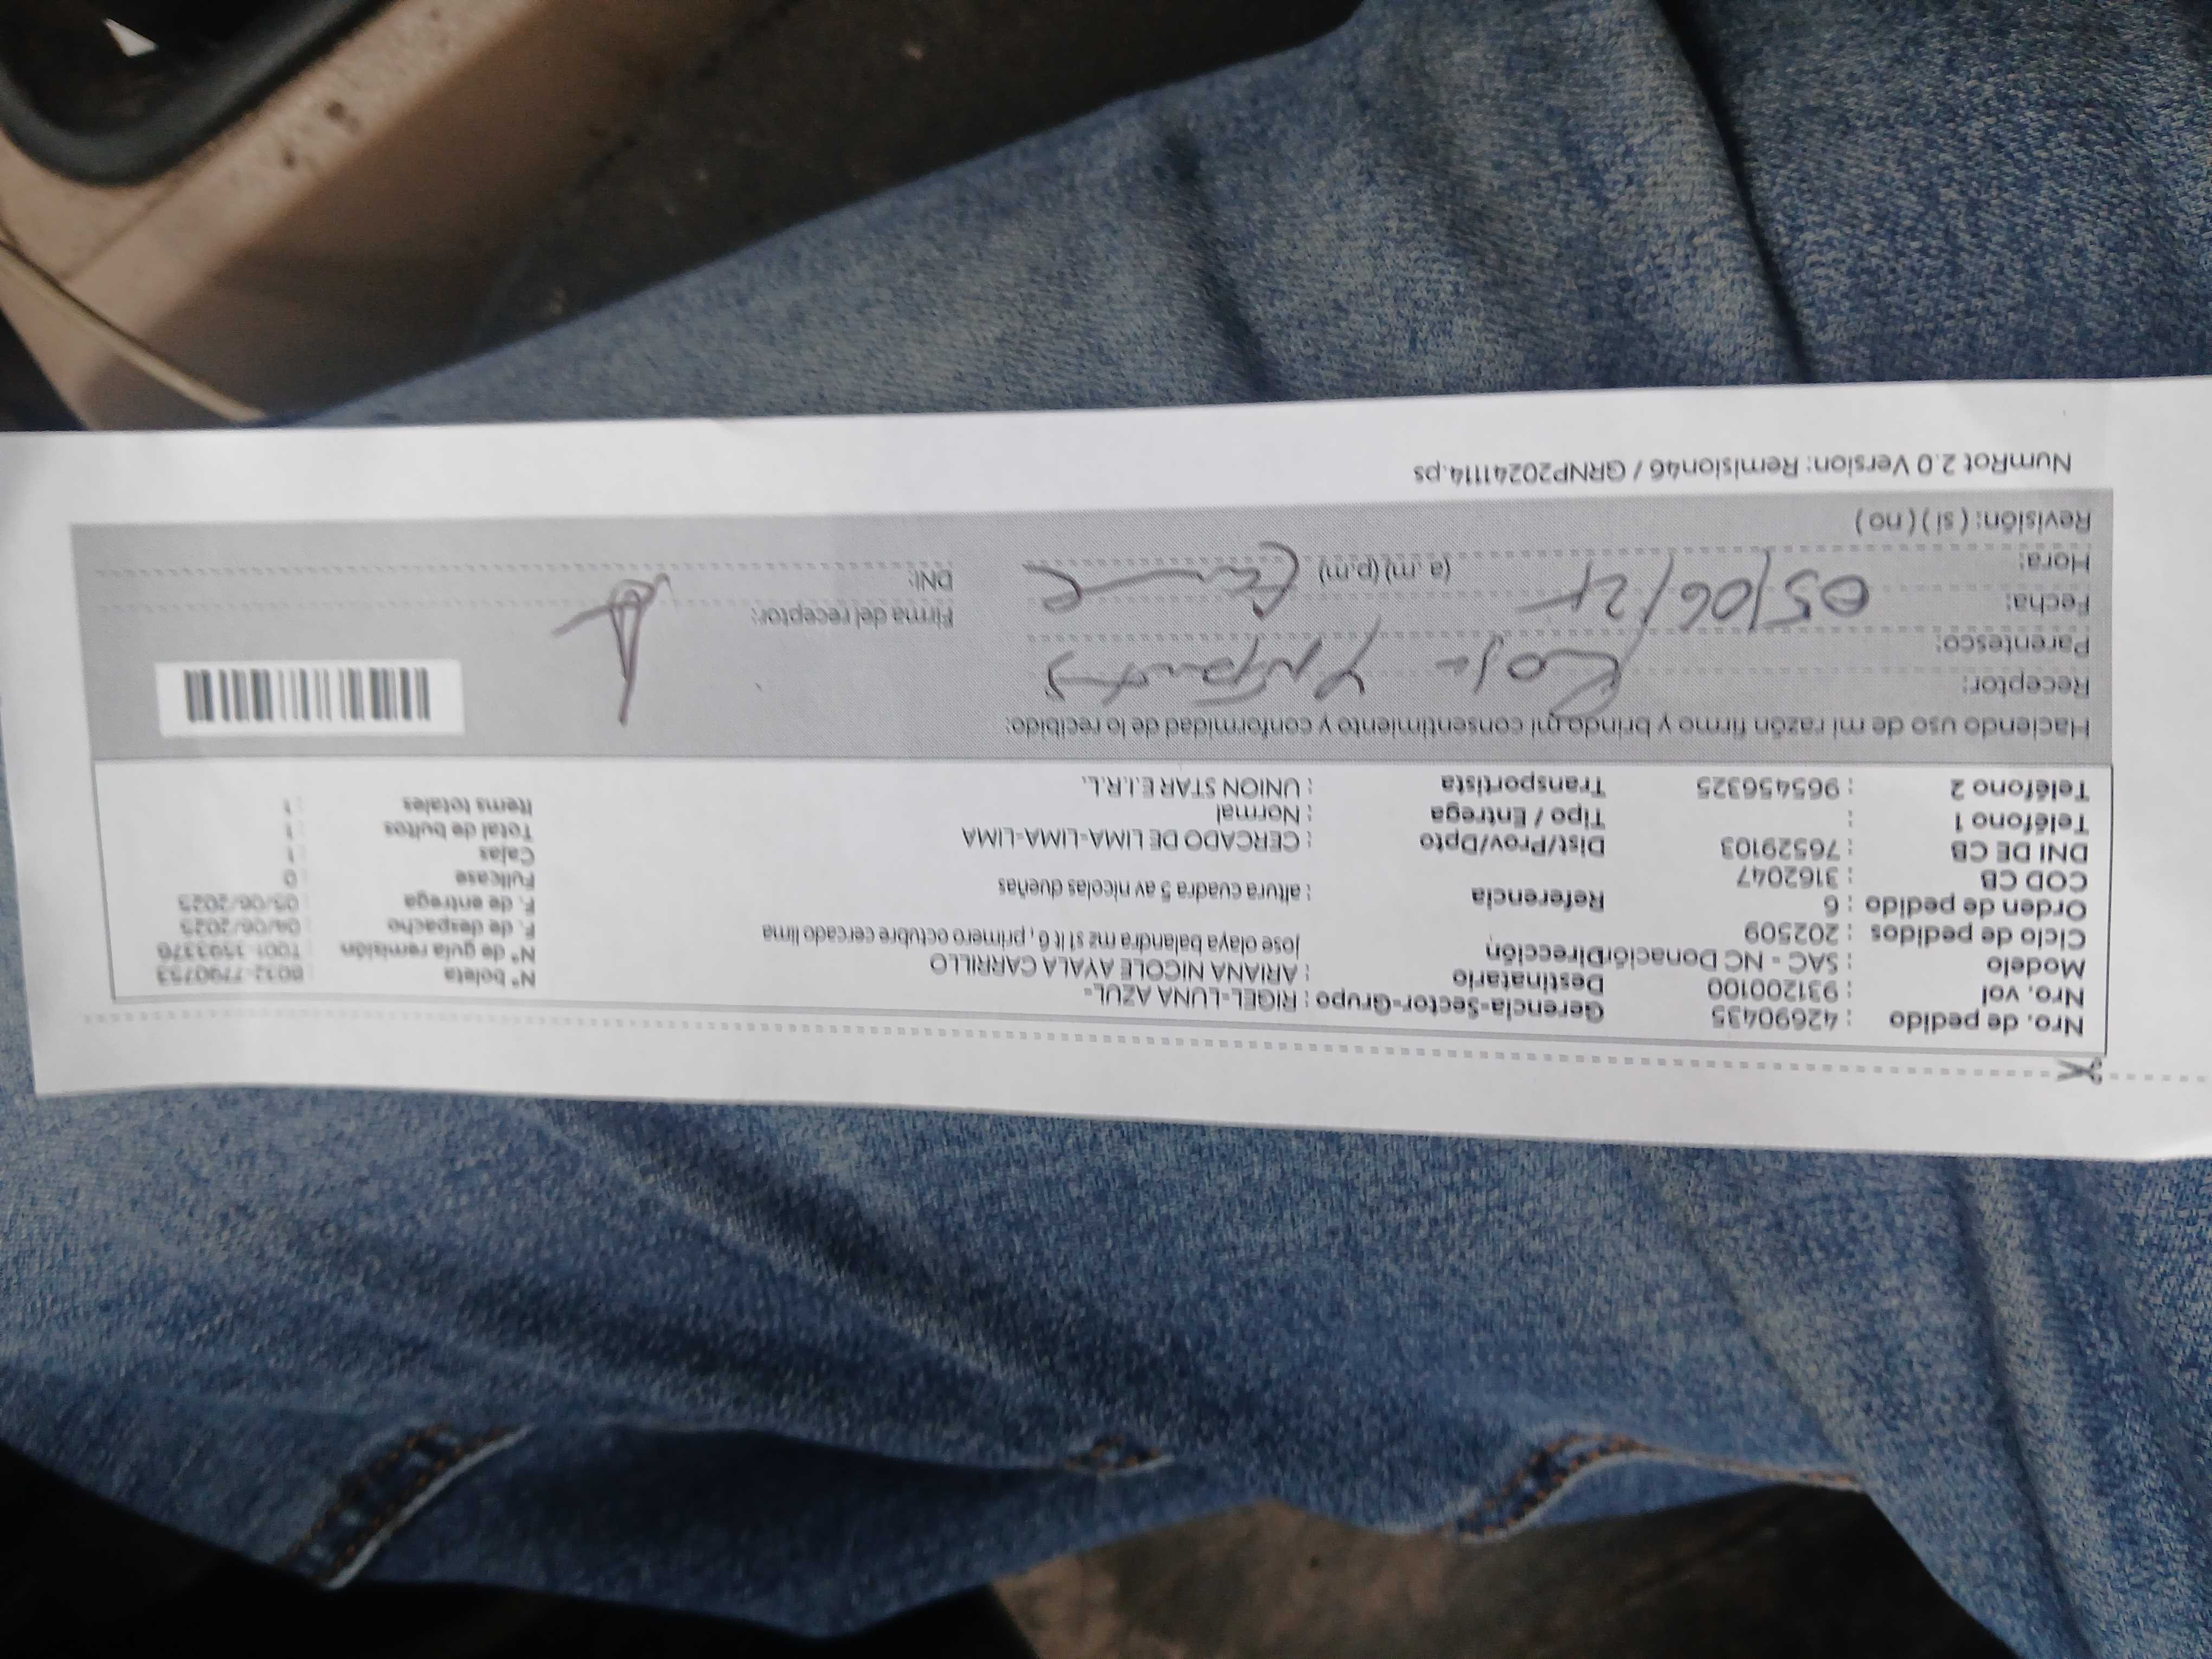 Nro. de pedido : 42690435 Gerencia-Sector-Grupo : RIGEL-LUNA AZUL-
Nro. vol : 931200100 Destinatario : ARIANA NICOLE AYALA CARRILLO Nº boleta
Modelo : SAC - NC Donación Dirección jose olaya balandra mz s1 lt 6 , primero octubre cercado lima Nº de guía remisión
Ciclo de pedidos : 202509 F. de despacho : 04/06/2025
Orden de pedido : 6 Referencia : altura cuadra 5 av nicolas dueñas F. de entrega : 05/06/2025
COD CB : 3162047 Fullcase : 0
DNI DE CB : 76529103 Dist/Prov/Dpto : CERCADO DE LIMA-LIMA-LIMA Cajas : 1
Teléfono 1 : Tipo / Entrega : Normal Total de bultos : 1
Teléfono 2 : 965456325 Transportista : UNION STAR E.I.R.L. Items totales : 1
Haciendo uso de mi razón firmo y brindo mi consentimiento y conformidad de lo recibido:
Receptor: Rosa
Parentesco:
Fecha: 05/06/25 Firma del receptor:
Hora: (a.m) (p.m) DNI:
Revisión: ( si ) ( no )
NumRot 2.0 Version: Remision46 / GRNP20241114.ps